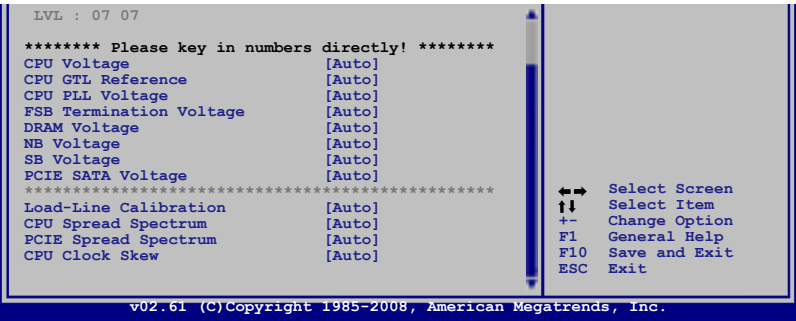 LVL : 07 07
******** Please key in numbers directly! ********
CPU Voltage [Auto]
CPU GTL Reference [Auto]
CPU PLL Voltage [Auto]
FSB Termination Voltage [Auto]
DRAM Voltage [Auto]
NB Voltage [Auto]
SB Voltage [Auto]
PCIE SATA Voltage [Auto]
*************************************************
Load-Line Calibration [Auto]
CPU Spread Spectrum [Auto]
PCIE Spread Spectrum [Auto]
CPU Clock Skew [Auto]
←→ Select Screen
↑↓ Select Item
+- Change Option
F1 General Help
F10 Save and Exit
ESC Exit
v02.61 (C)Copyright 1985-2008, American Megatrends, Inc.